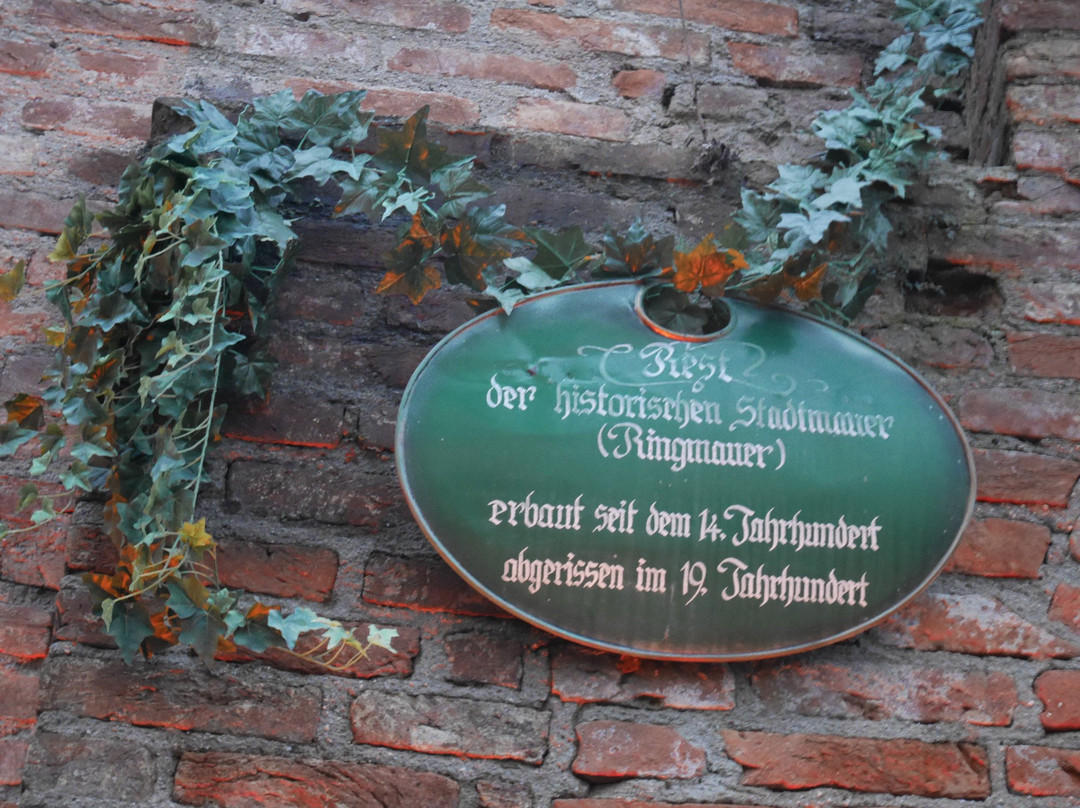 Rest
der historischen Stadtmauer
(Ringmauer)
erbaut seit dem 14. Jahrhundert
abgerissen im 19. Jahrhundert